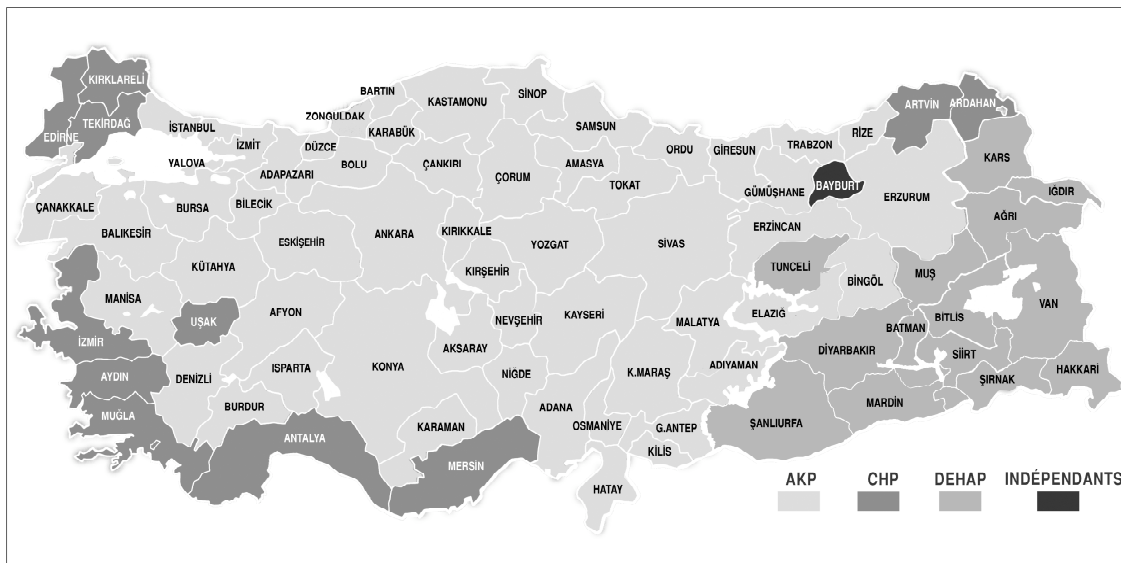 KIRKLARELİ
EDİRNE
TEKİRDAĞ
İSTANBUL
YALOVA
İZMİT
ADAPAZARI
DÜZCE
ZONGULDAK
BARTIN
KARABÜK
BOLU
KASTAMONU
SİNOP
ÇANKIRI
ÇORUM
SAMSUN
AMASYA
TOKAT
ORDU
GİRESUN
TRABZON
GÜMÜŞHANE
BAYBURT
RİZE
ARTVİN
ARDAHAN
KARS
IĞDIR
AĞRI
ERZURUM
ERZİNCAN
ÇANAKKALE
BALIKESİR
BURSA
BİLECİK
ESKİŞEHİR
KÜTAHYA
ANKARA
KIRIKKALE
KIRŞEHİR
YOZGAT
SİVAS
TUNCELİ
BİNGÖL
MUŞ
BİTLİS
VAN
MANİSA
UŞAK
AFYON
İZMİR
AYDIN
DENİZLİ
ISPARTA
BURDUR
MUĞLA
ANTALYA
KONYA
AKSARAY
NEVŞEHİR
KAYSERİ
NİĞDE
KARAMAN
MERSİN
ADANA
OSMANİYE
HATAY
K.MARAŞ
MALATYA
ELAZIĞ
ADIYAMAN
G.ANTEP
KİLİS
ŞANLIURFA
DİYARBAKIR
BATMAN
SİİRT
MARDİN
ŞIRNAK
HAKKARİ
AKP
CHP
DEHAP
INDÉPENDANTS